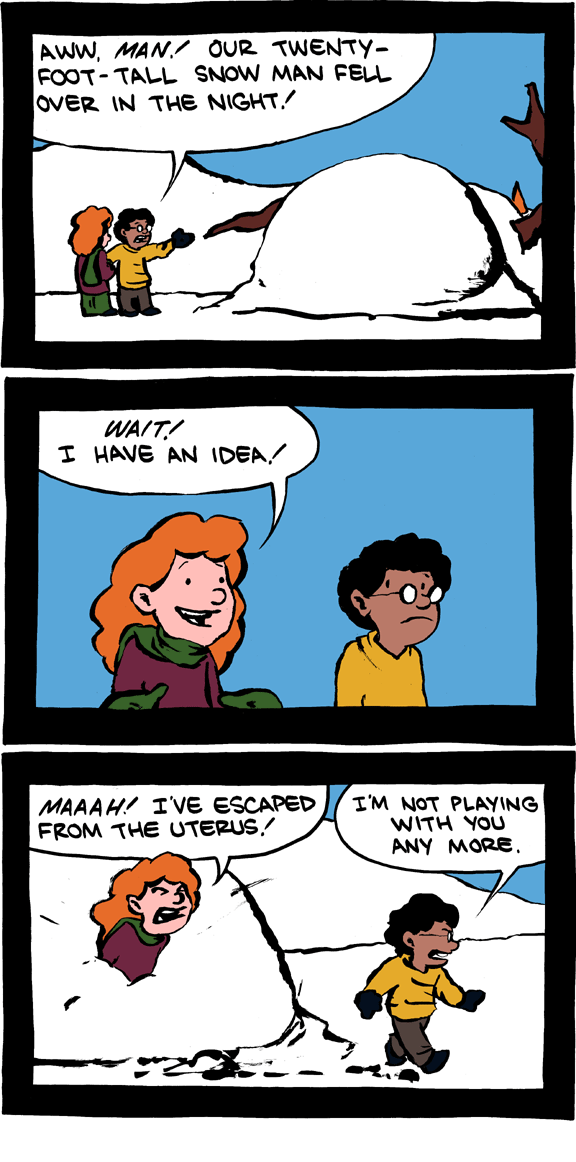 AWW, MAN! OUR TWENTY-
FOOT-TALL SNOW MAN FELL
OVER IN THE NIGHT!
WAIT!
I HAVE AN IDEA!
MAAAH! I'VE ESCAPED
FROM THE UTERUS!
I'M NOT PLAYING
WITH YOU
ANY MORE.